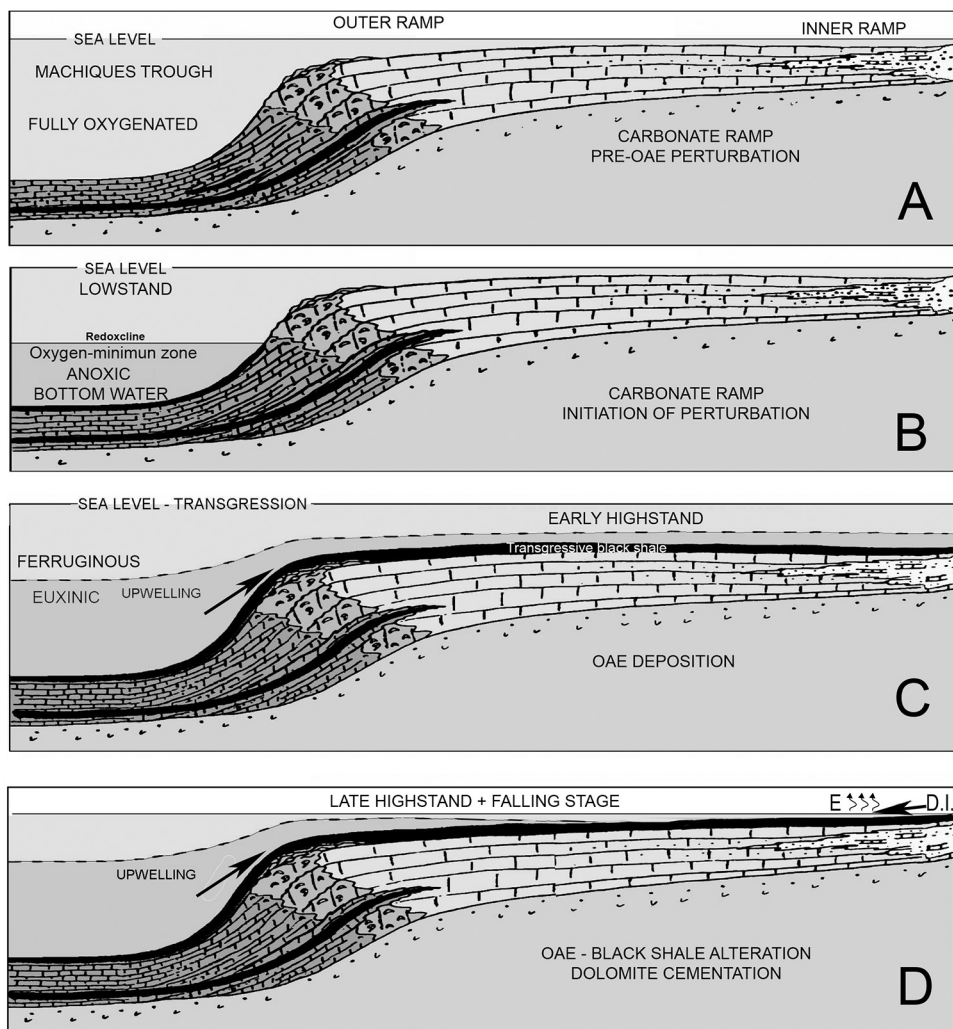 OUTER RAMP
INNER RAMP
SEA LEVEL
MACHIQUES TROUGH
FULLY OXYGENATED
CARBONATE RAMP
PRE-OAE PERTURBATION
A
SEA LEVEL
LOWSTAND
Redoxcline
Oxygen-minimun zone
ANOXIC
BOTTOM WATER
CARBONATE RAMP
INITIATION OF PERTURBATION
B
SEA LEVEL - TRANSGRESSION
EARLY HIGHSTAND
Transgressive black shale
FERRUGINOUS
EUXINIC
UPWELLING
OAE DEPOSITION
C
LATE HIGHSTAND + FALLING STAGE
E
D.I.
UPWELLING
OAE - BLACK SHALE ALTERATION
DOLOMITE CEMENTATION
D